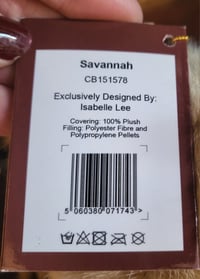 Savannah
CB151578
Exclusively Designed By:
Isabelle Lee
Covering: 100% Plush
Filling: Polyester Fibre and
Polypropylene Pellets
5 060380 071743 >